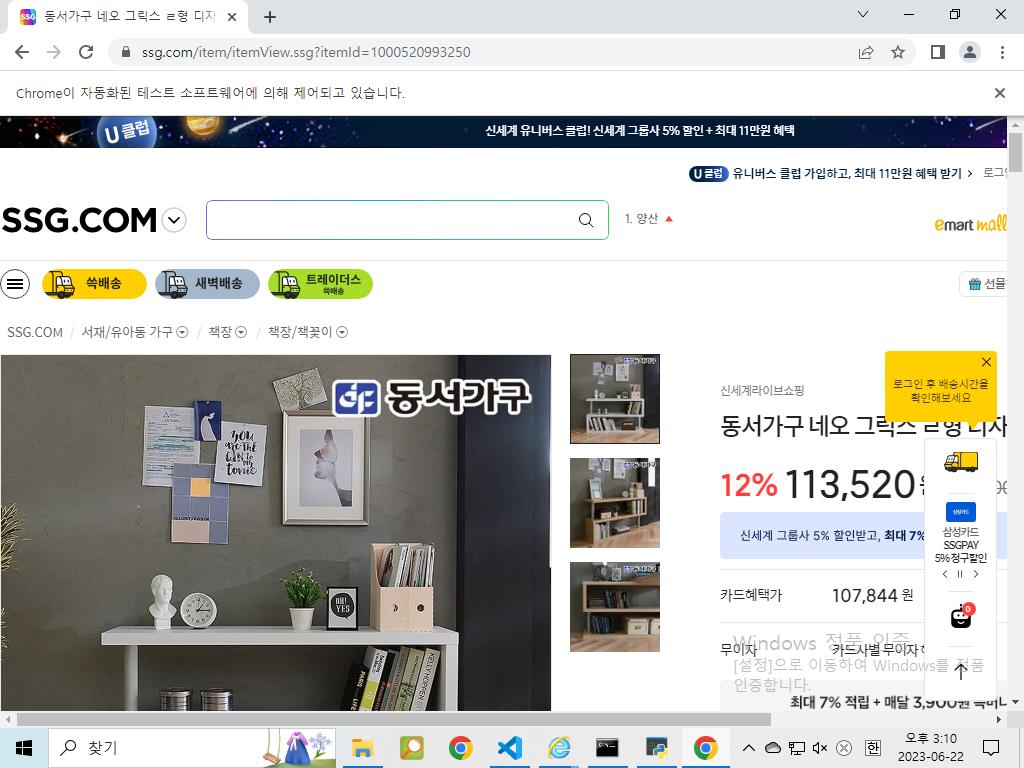 동서가구 네오 그릭스 ㄹ형 디자
ssg.com/item/itemView.ssg?itemId=1000520993250
Chrome이 자동화된 테스트 소프트웨어에 의해 제어되고 있습니다.
U 클럽
신세계 유니버스 클럽! 신세계 그룹사 5% 할인 + 최대 11만원 혜택
U 클럽 유니버스 클럽 가입하고, 최대 11만원 혜택 받기 > 로그인
SSG.COM
1. 양산
emart mall
쓱배송
새벽배송
트레이더스
쓱배송
선물
SSG.COM / 서재/유아동 가구 / 책장 / 책장/책꽂이
로그인 후 배송시간을
확인해보세요
동서가구
YOU
ARE THE
TO MY
tonic
OH!
YES
PARIS
KELLY HOPPEN
신세계라이브쇼핑
동서가구 네오 그릭스 ㄹ형 디자
12% 113,520
신세계 그룹사 5% 할인받고, 최대 7%
카드혜택가 107,844 원
무이자 카드사별 무이자
최대 7% 적립 + 매달 3,900원
삼성카드
삼성카드
SSGPAY
5% 청구할인
0
Windows 정품 인증
[설정]으로 이동하여 Windows를 정품
인증합니다.
찾기
한
오후 3:10
2023-06-22